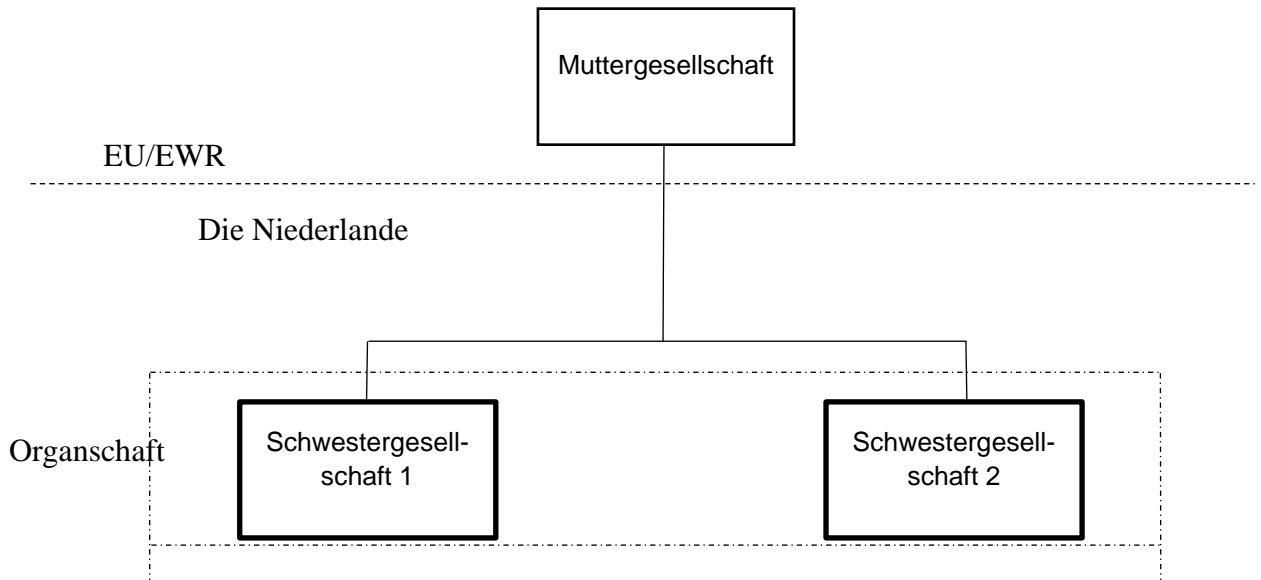 Muttergesellschaft
EU/EWR
Die Niederlande
Organschaft
Schwestergesell-
schaft 1
Schwestergesell-
schaft 2